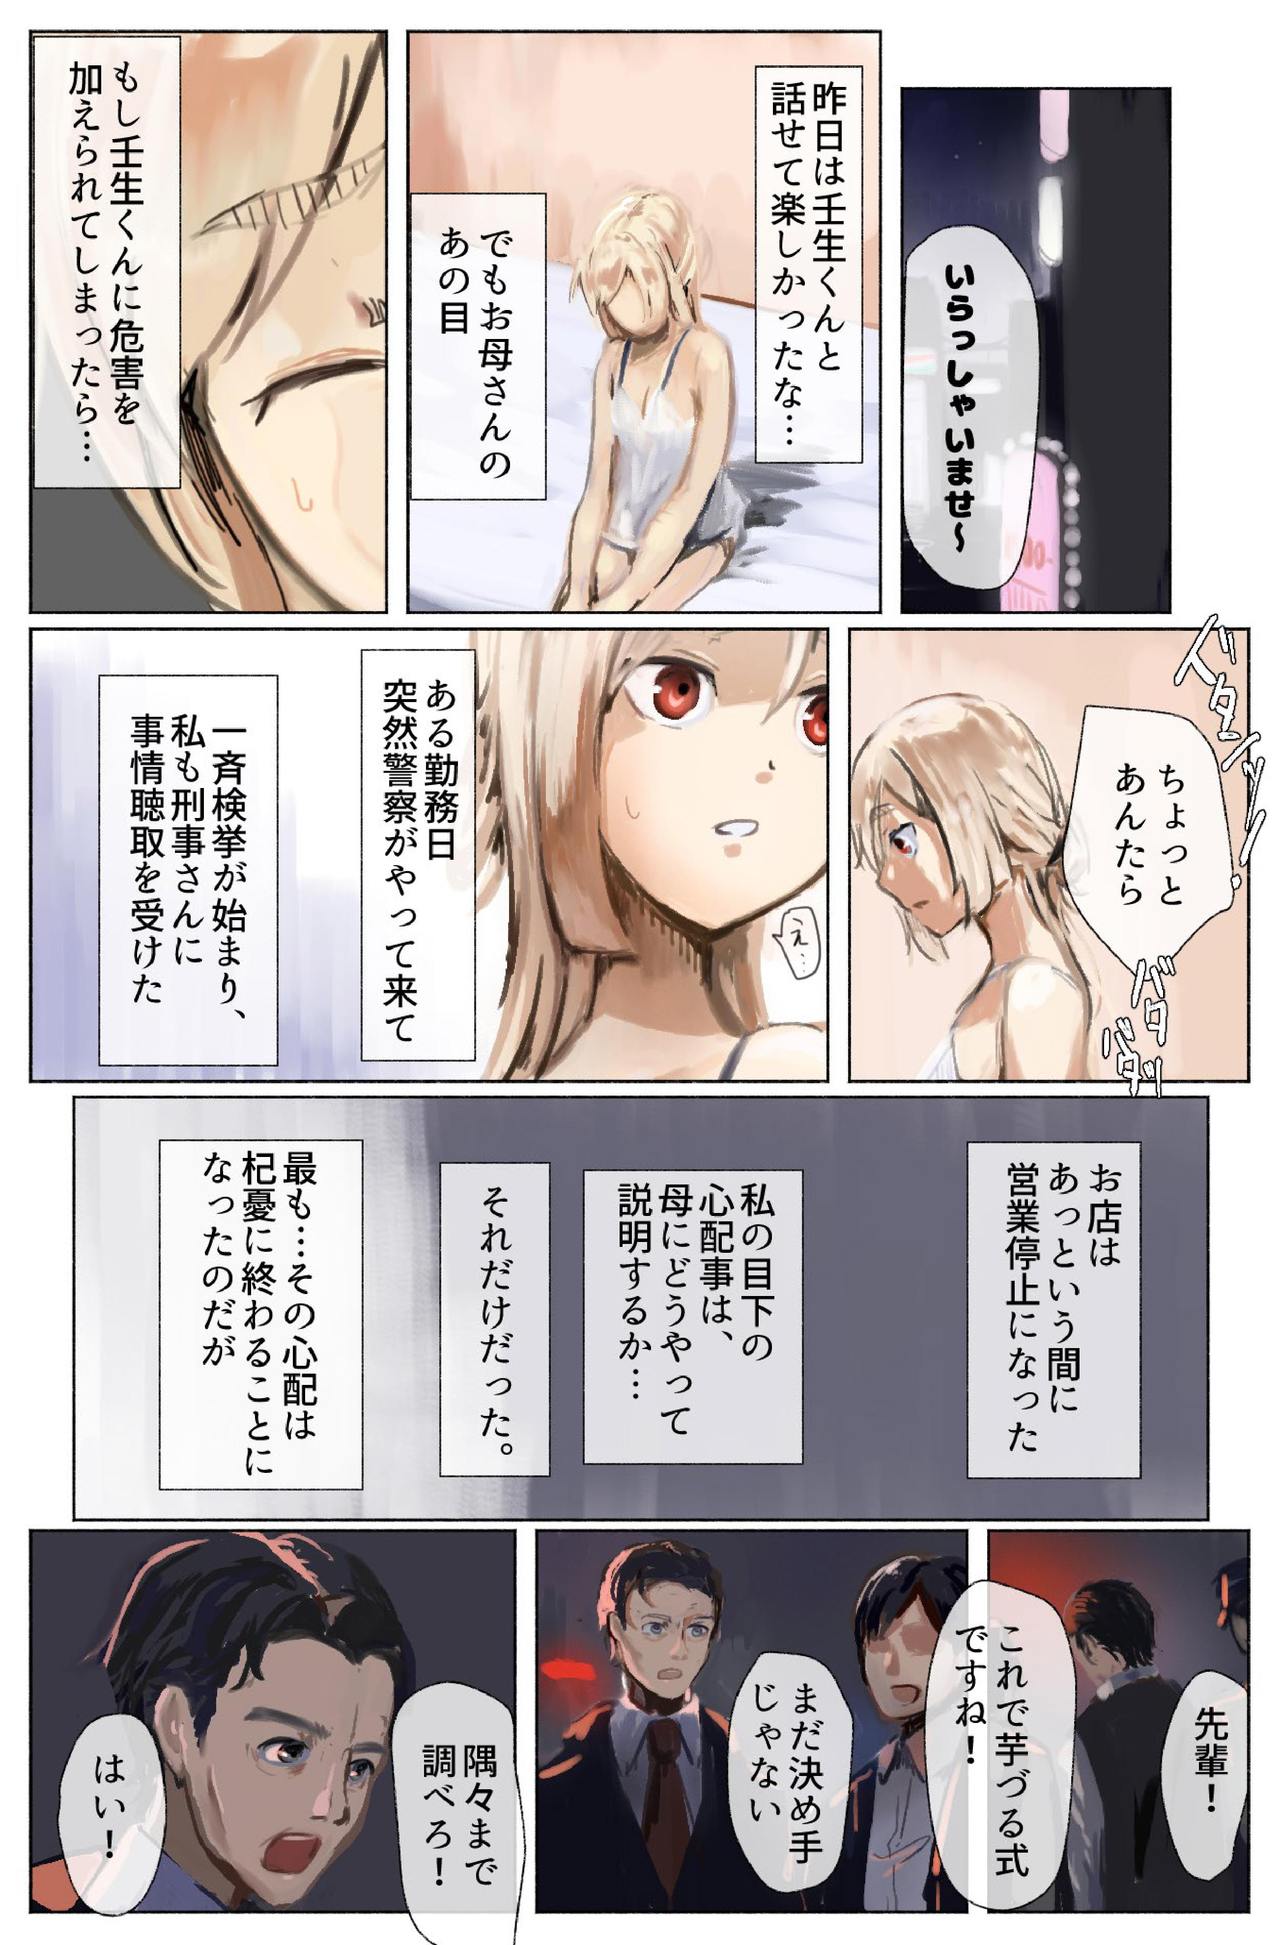 いらっしゃいませ～
昨日は壬生くんと
話せて楽しかったな…
でもお母さんの
あの目
もし壬生くんに危害を
加えられてしまったら…
バタンッ
ちょっと
あんたら
バタ
バタッ
え…
ある勤務日
突然警察がやって来て
一斉検挙が始まり、
私も刑事さんに
事情聴取を受けた
お店は
あっという間に
営業停止になった
私の目下の
心配事は、
母にどうやって
説明するか…
それだけだった。
最も…その心配は
杞憂に終わることに
なったのだが
先輩！
これで芋づる式
ですね！
まだ決め手
じゃない
隅々まで
調べろ！
はい！